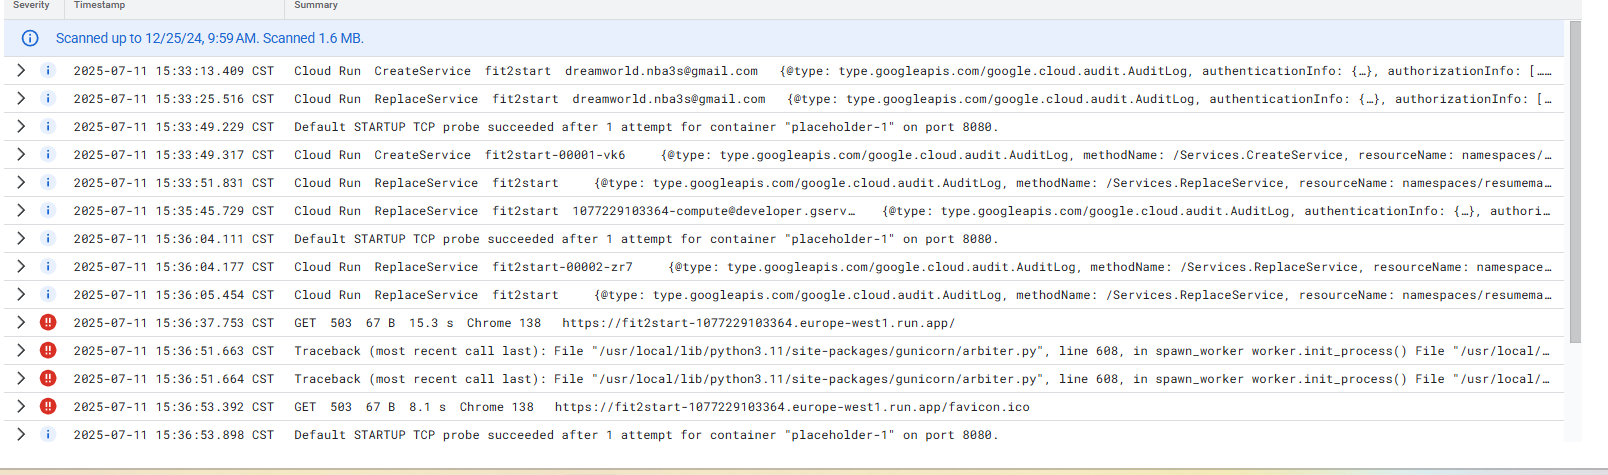 Severity Timestamp Summary
Scanned up to 12/25/24, 9:59 AM. Scanned 1.6 MB.
2025-07-11 15:33:13.409 CST Cloud Run CreateService fit2start dreamworld.nba3s@gmail.com {@type: type.googleapis.com/google.cloud.audit.AuditLog, authenticationInfo: {…}, authorizationInfo: [……
2025-07-11 15:33:25.516 CST Cloud Run ReplaceService fit2start dreamworld.nba3s@gmail.com {@type: type.googleapis.com/google.cloud.audit.AuditLog, authenticationInfo: {…}, authorizationInfo: […
2025-07-11 15:33:49.229 CST Default STARTUP TCP probe succeeded after 1 attempt for container "placeholder-1" on port 8080.
2025-07-11 15:33:49.317 CST Cloud Run CreateService fit2start-00001-vk6 {@type: type.googleapis.com/google.cloud.audit.AuditLog, methodName: /Services.CreateService, resourceName: namespaces/…
2025-07-11 15:33:51.831 CST Cloud Run ReplaceService fit2start {@type: type.googleapis.com/google.cloud.audit.AuditLog, methodName: /Services.ReplaceService, resourceName: namespaces/resumema…
2025-07-11 15:35:45.729 CST Cloud Run ReplaceService fit2start 1077229103364-compute@developer.gserv… {@type: type.googleapis.com/google.cloud.audit.AuditLog, authenticationInfo: {…}, authori…
2025-07-11 15:36:04.111 CST Default STARTUP TCP probe succeeded after 1 attempt for container "placeholder-1" on port 8080.
2025-07-11 15:36:04.177 CST Cloud Run ReplaceService fit2start-00002-zr7 {@type: type.googleapis.com/google.cloud.audit.AuditLog, methodName: /Services.ReplaceService, resourceName: namespace…
2025-07-11 15:36:05.454 CST Cloud Run ReplaceService fit2start {@type: type.googleapis.com/google.cloud.audit.AuditLog, methodName: /Services.ReplaceService, resourceName: namespaces/resumema…
2025-07-11 15:36:37.753 CST GET 503 67 B 15.3 s Chrome 138 https://fit2start-1077229103364.europe-west1.run.app/
2025-07-11 15:36:51.663 CST Traceback (most recent call last): File "/usr/local/lib/python3.11/site-packages/gunicorn/arbiter.py", line 608, in spawn_worker worker.init_process() File "/usr/local/…
2025-07-11 15:36:51.664 CST Traceback (most recent call last): File "/usr/local/lib/python3.11/site-packages/gunicorn/arbiter.py", line 608, in spawn_worker worker.init_process() File "/usr/local/…
2025-07-11 15:36:53.392 CST GET 503 67 B 8.1 s Chrome 138 https://fit2start-1077229103364.europe-west1.run.app/favicon.ico
2025-07-11 15:36:53.898 CST Default STARTUP TCP probe succeeded after 1 attempt for container "placeholder-1" on port 8080.